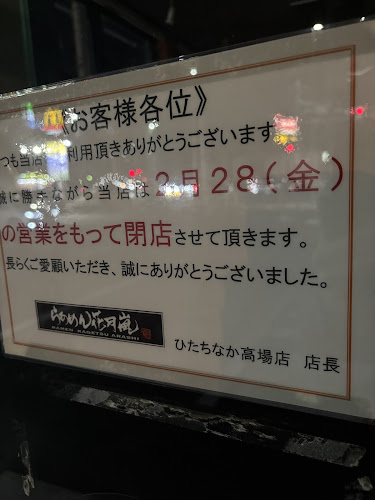 《お客様各位》
つも当店 利用頂きありがとうございます
誠に勝手ながら当店は2月28(金)
の営業をもって閉店させて頂きます。
長らくご愛顧いただき、誠にありがとうございました。
らあめん花月嵐
RAMEN KAGETSU ARASHI
ひたちなか高場店 店長